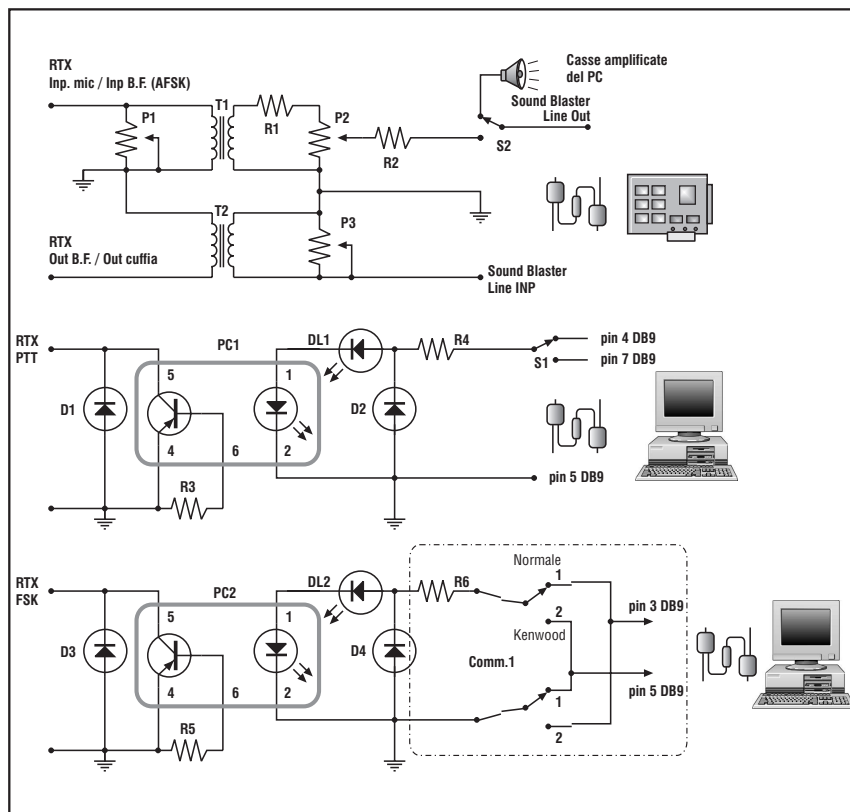 RTX
Inp. mic / Inp B.F. (AFSK)
Casse amplificate
del PC
Sound Blaster
Line Out
P1
T1
R1
P2
R2
S2
T2
P3
RTX
Out B.F. / Out cuffia
Sound Blaster
Line INP
RTX
PTT
PC1
DL1
R4
pin 4 DB9
S1
pin 7 DB9
5
1
D1
D2
4
6
2
R3
pin 5 DB9
RTX
FSK
PC2
DL2
R6
Normale
1
pin 3 DB9
5
1
2
Kenwood
D3
D4
Comm.1
pin 5 DB9
4
6
2
1
R5
2